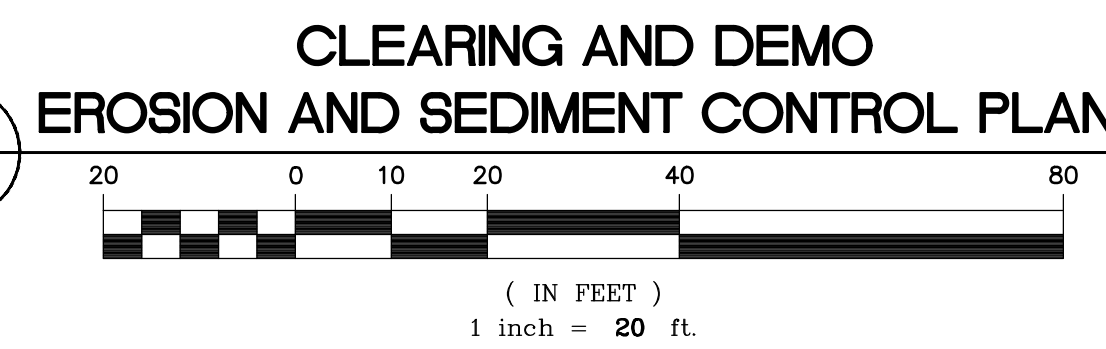 CLEARING AND DEMO
EROSION AND SEDIMENT CONTROL PLAN
20 0 10 20 40 80
( IN FEET )
1 inch = 20 ft.